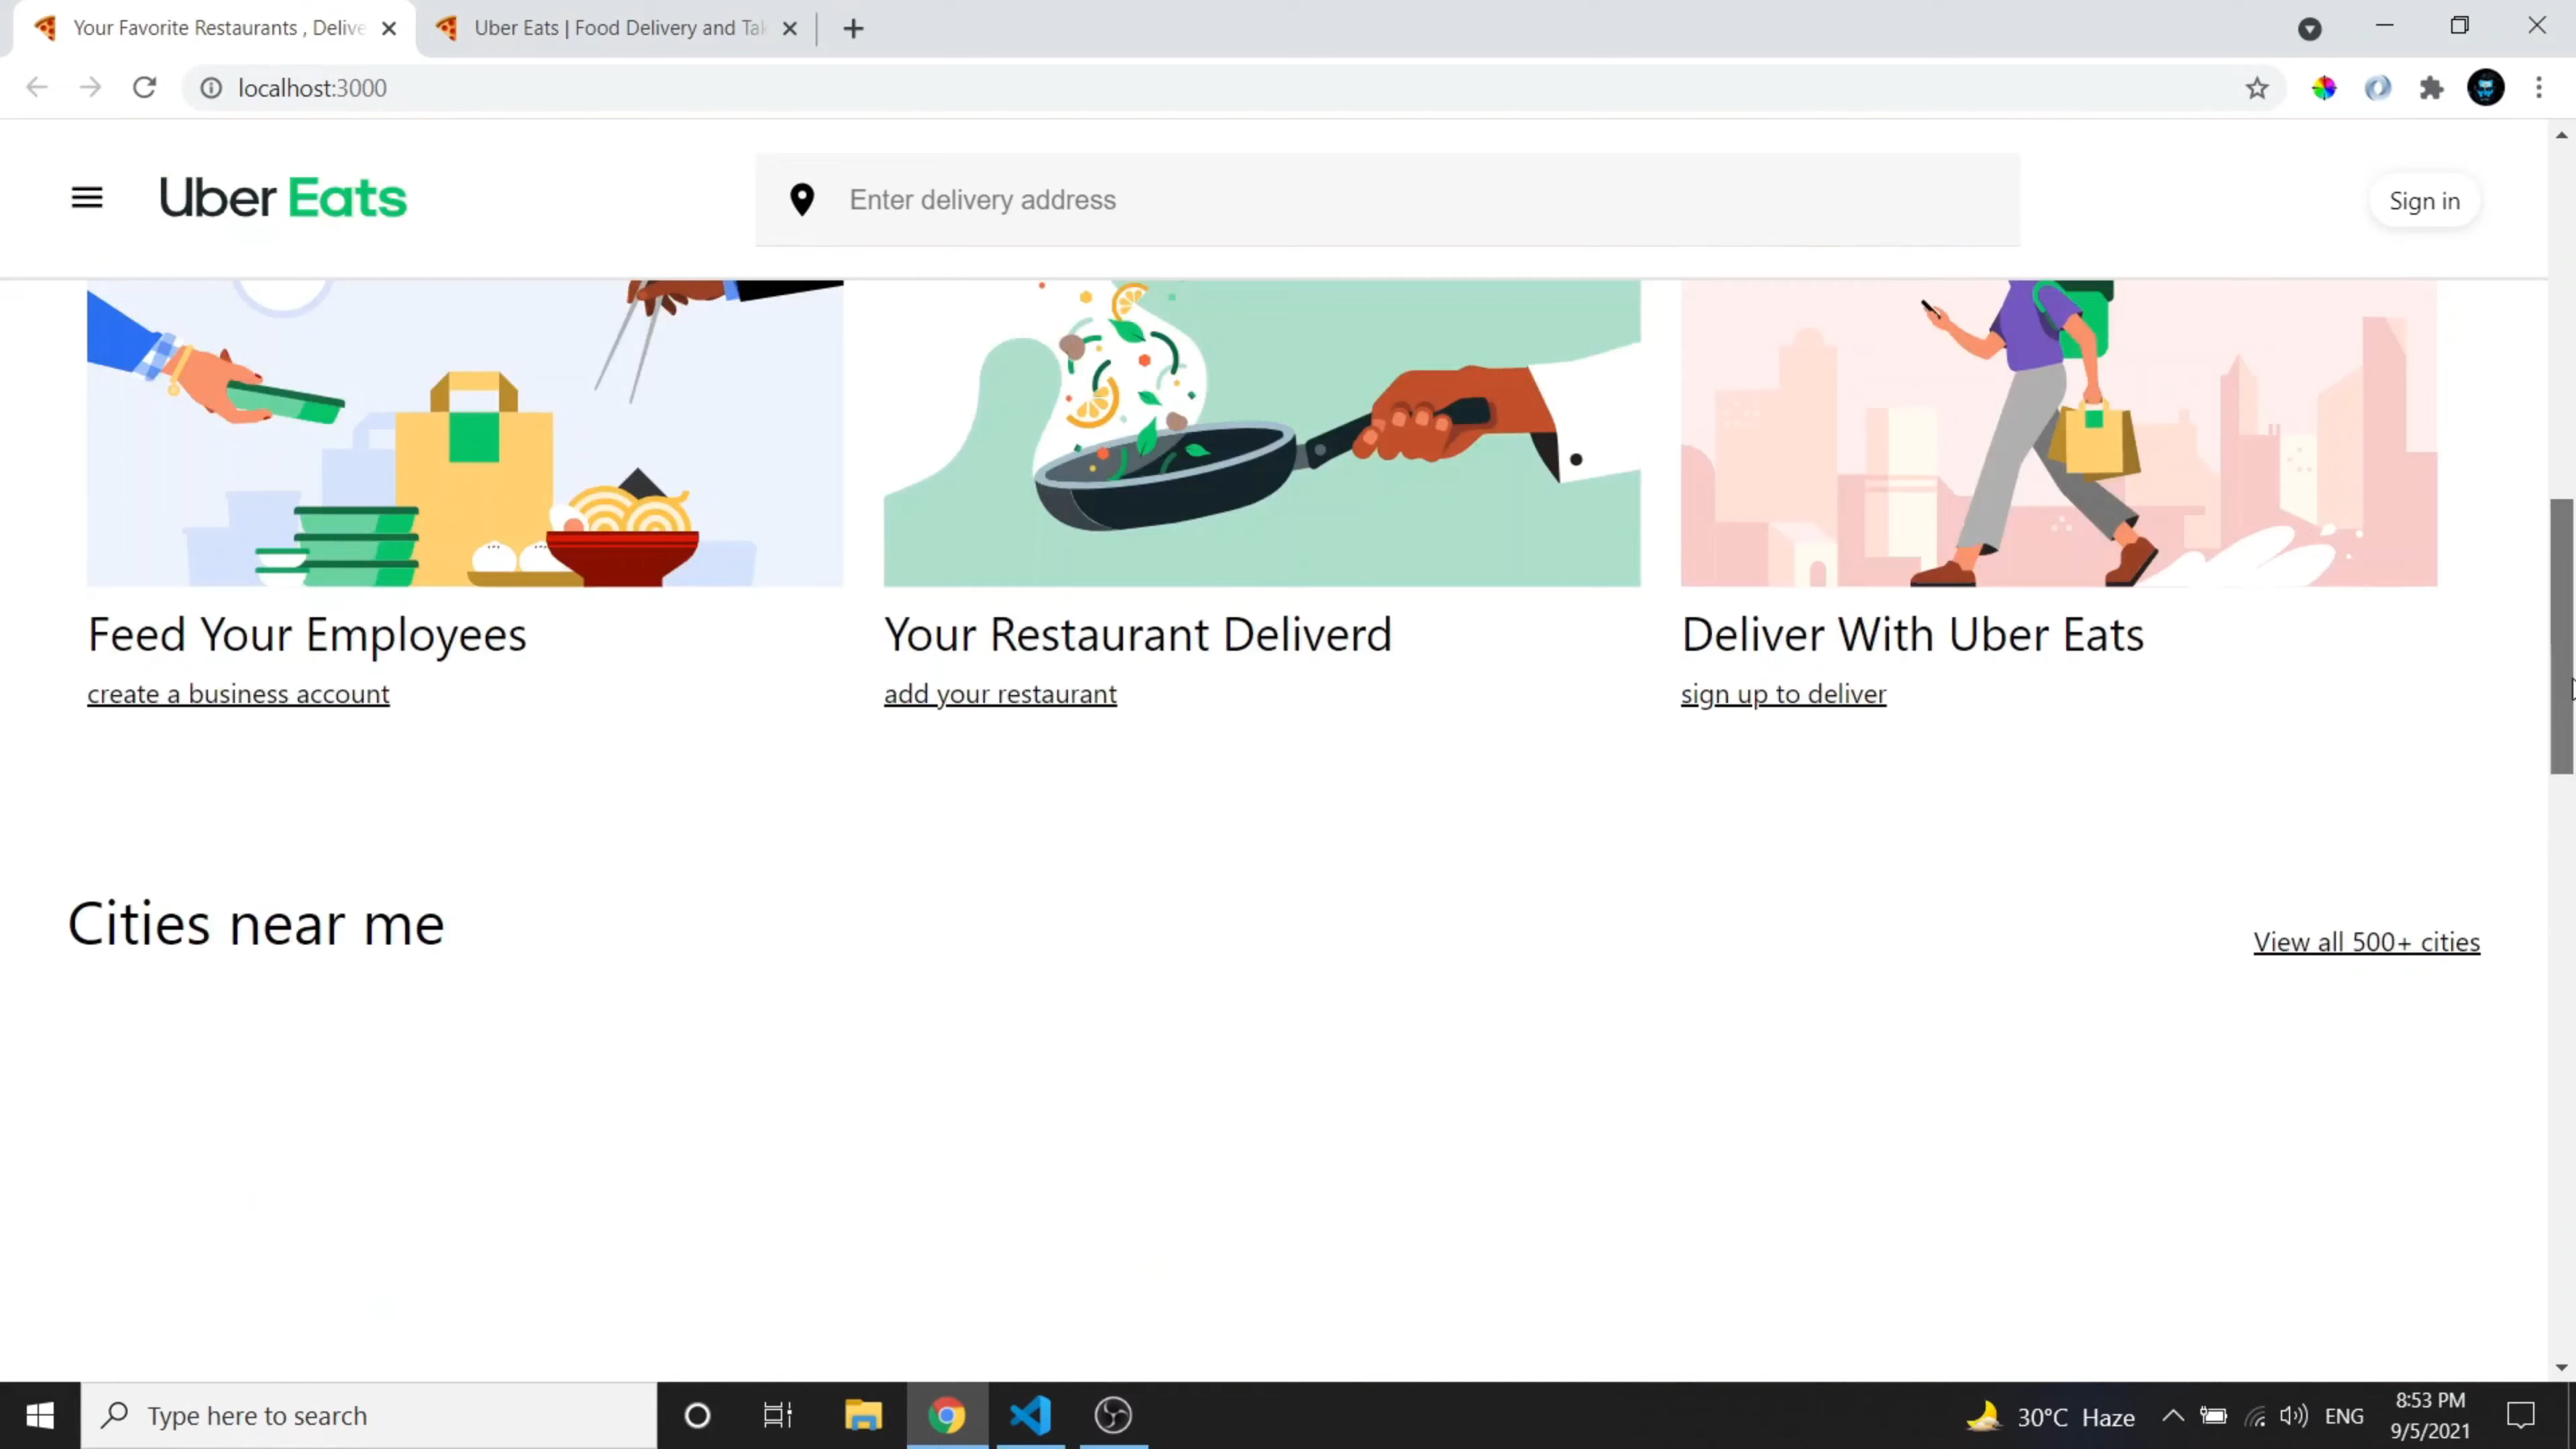 Your Favorite Restaurants , Delive
Uber Eats | Food Delivery and Tak
localhost:3000
Uber Eats
Enter delivery address
Sign in
Feed Your Employees
Your Restaurant Deliverd
Deliver With Uber Eats
create a business account
add your restaurant
sign up to deliver
Cities near me
View all 500+ cities
Type here to search
30°C Haze
ENG
8:53 PM
9/5/2021